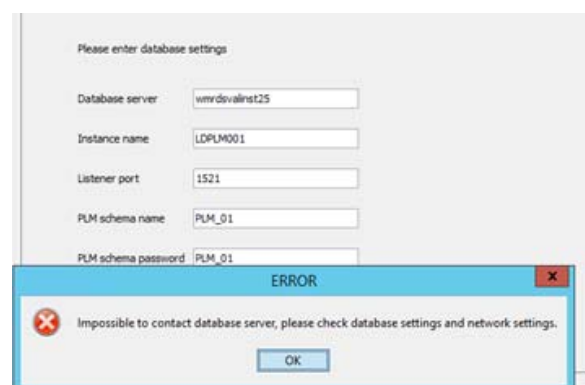 Please enter database settings
Database server wmrdsvalinst25
Instance name LDPLM001
Listener port 1521
PLM schema name PLM_01
PLM schema password PLM_01
ERROR
x
Impossible to contact database server, please check database settings and network settings.
OK